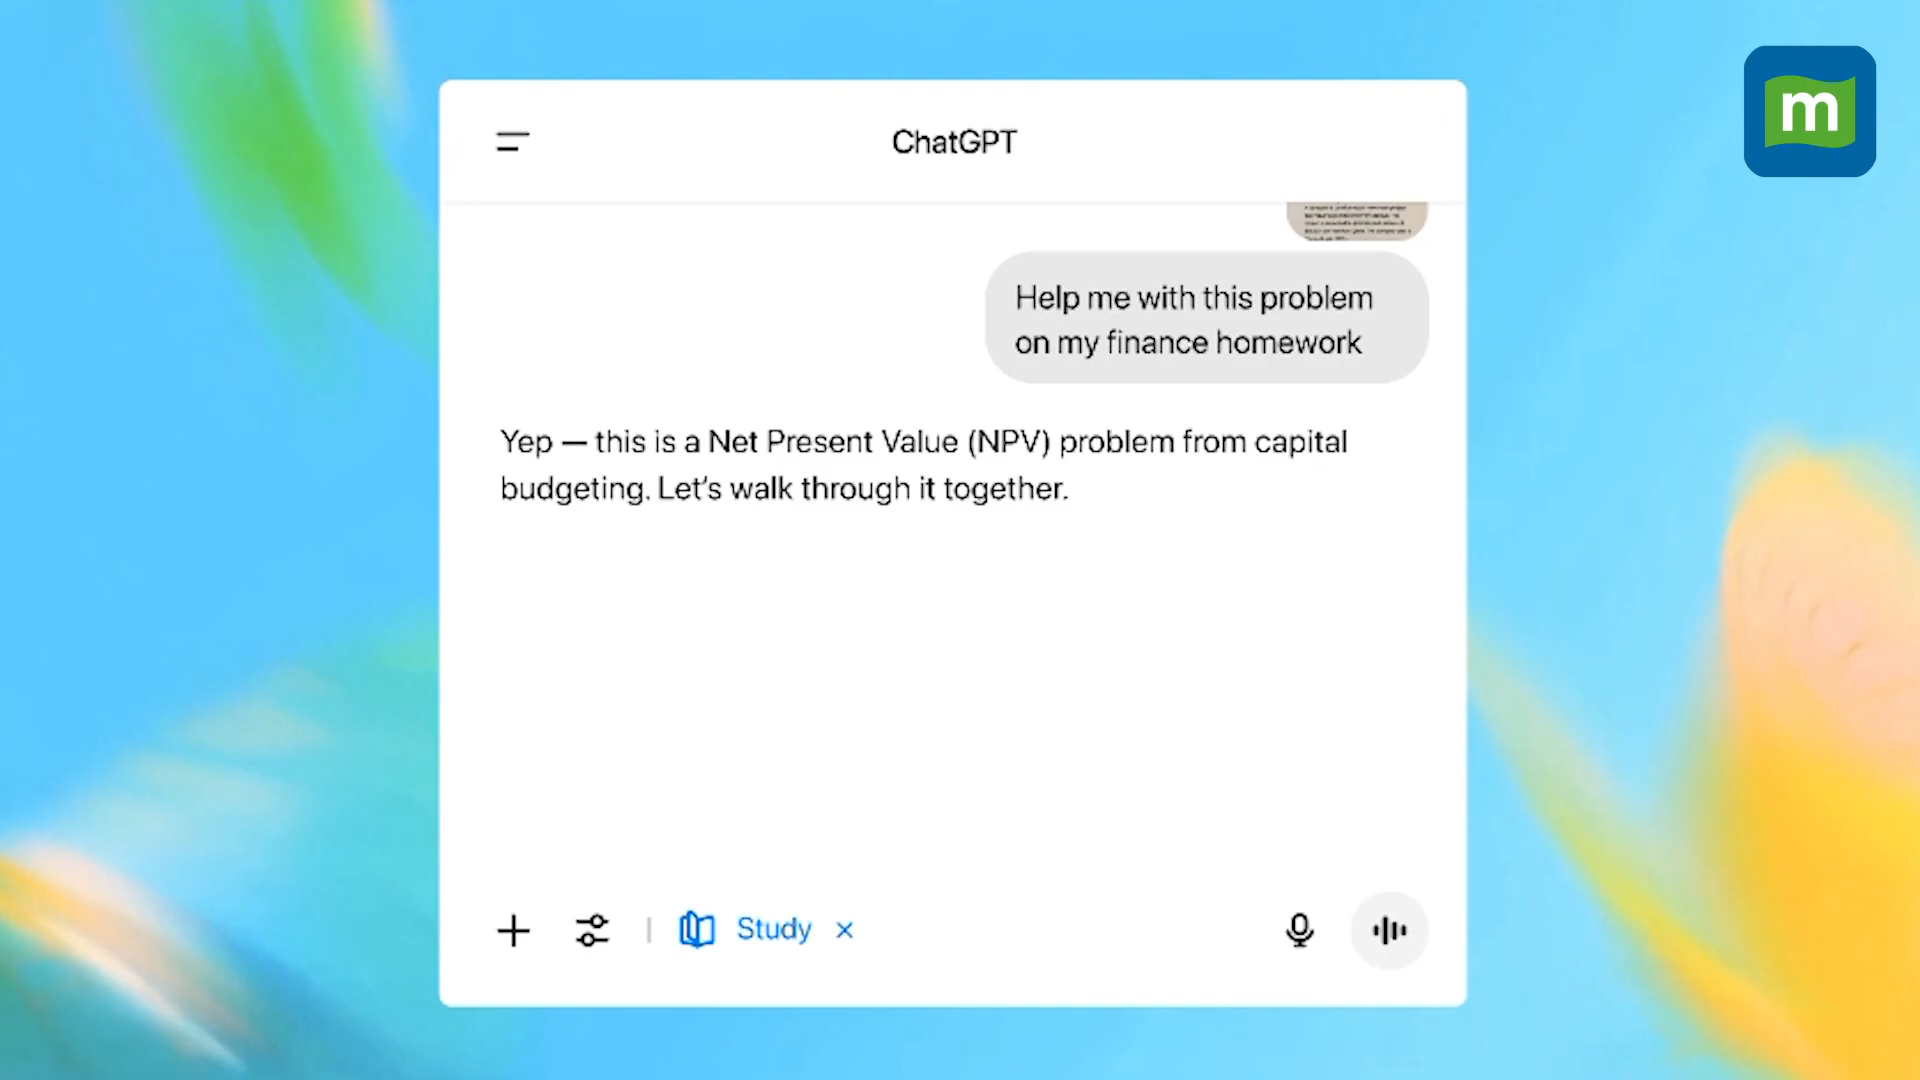 m
ChatGPT
Help me with this problem
on my finance homework
Yep — this is a Net Present Value (NPV) problem from capital
budgeting. Let's walk through it together.
Study